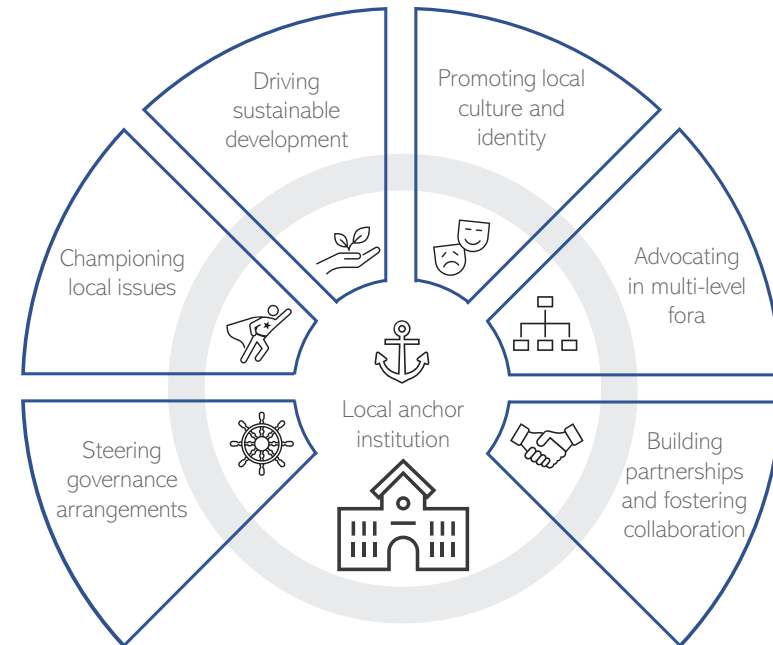 Driving
sustainable
development
Promoting local
culture and
identity
Championing
local issues
Advocating
in multi-level
fora
Local anchor
institution
Steering
governance
arrangements
Building
partnerships
and fostering
collaboration